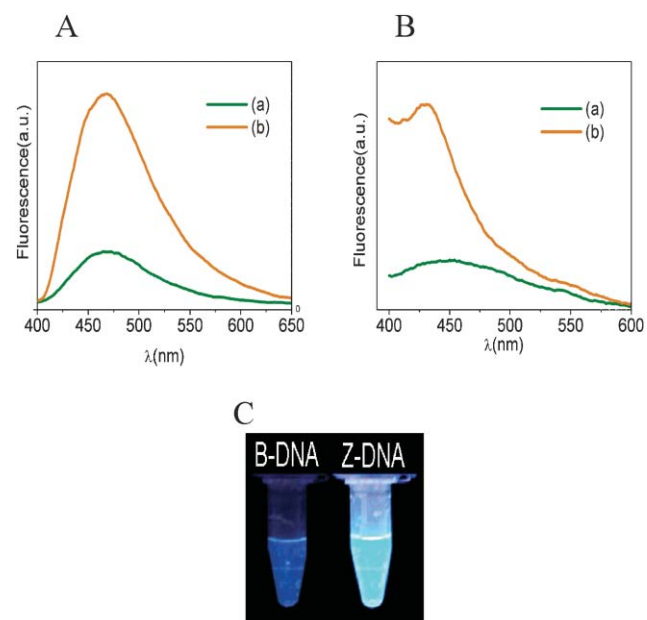 A
B
Fluorescence(a.u.)
(a)
(b)
400 450 500 550 600 650
0
λ(nm)
Fluorescence(a.u.)
(a)
(b)
400 450 500 550 600
λ(nm)
C
B-DNA Z-DNA